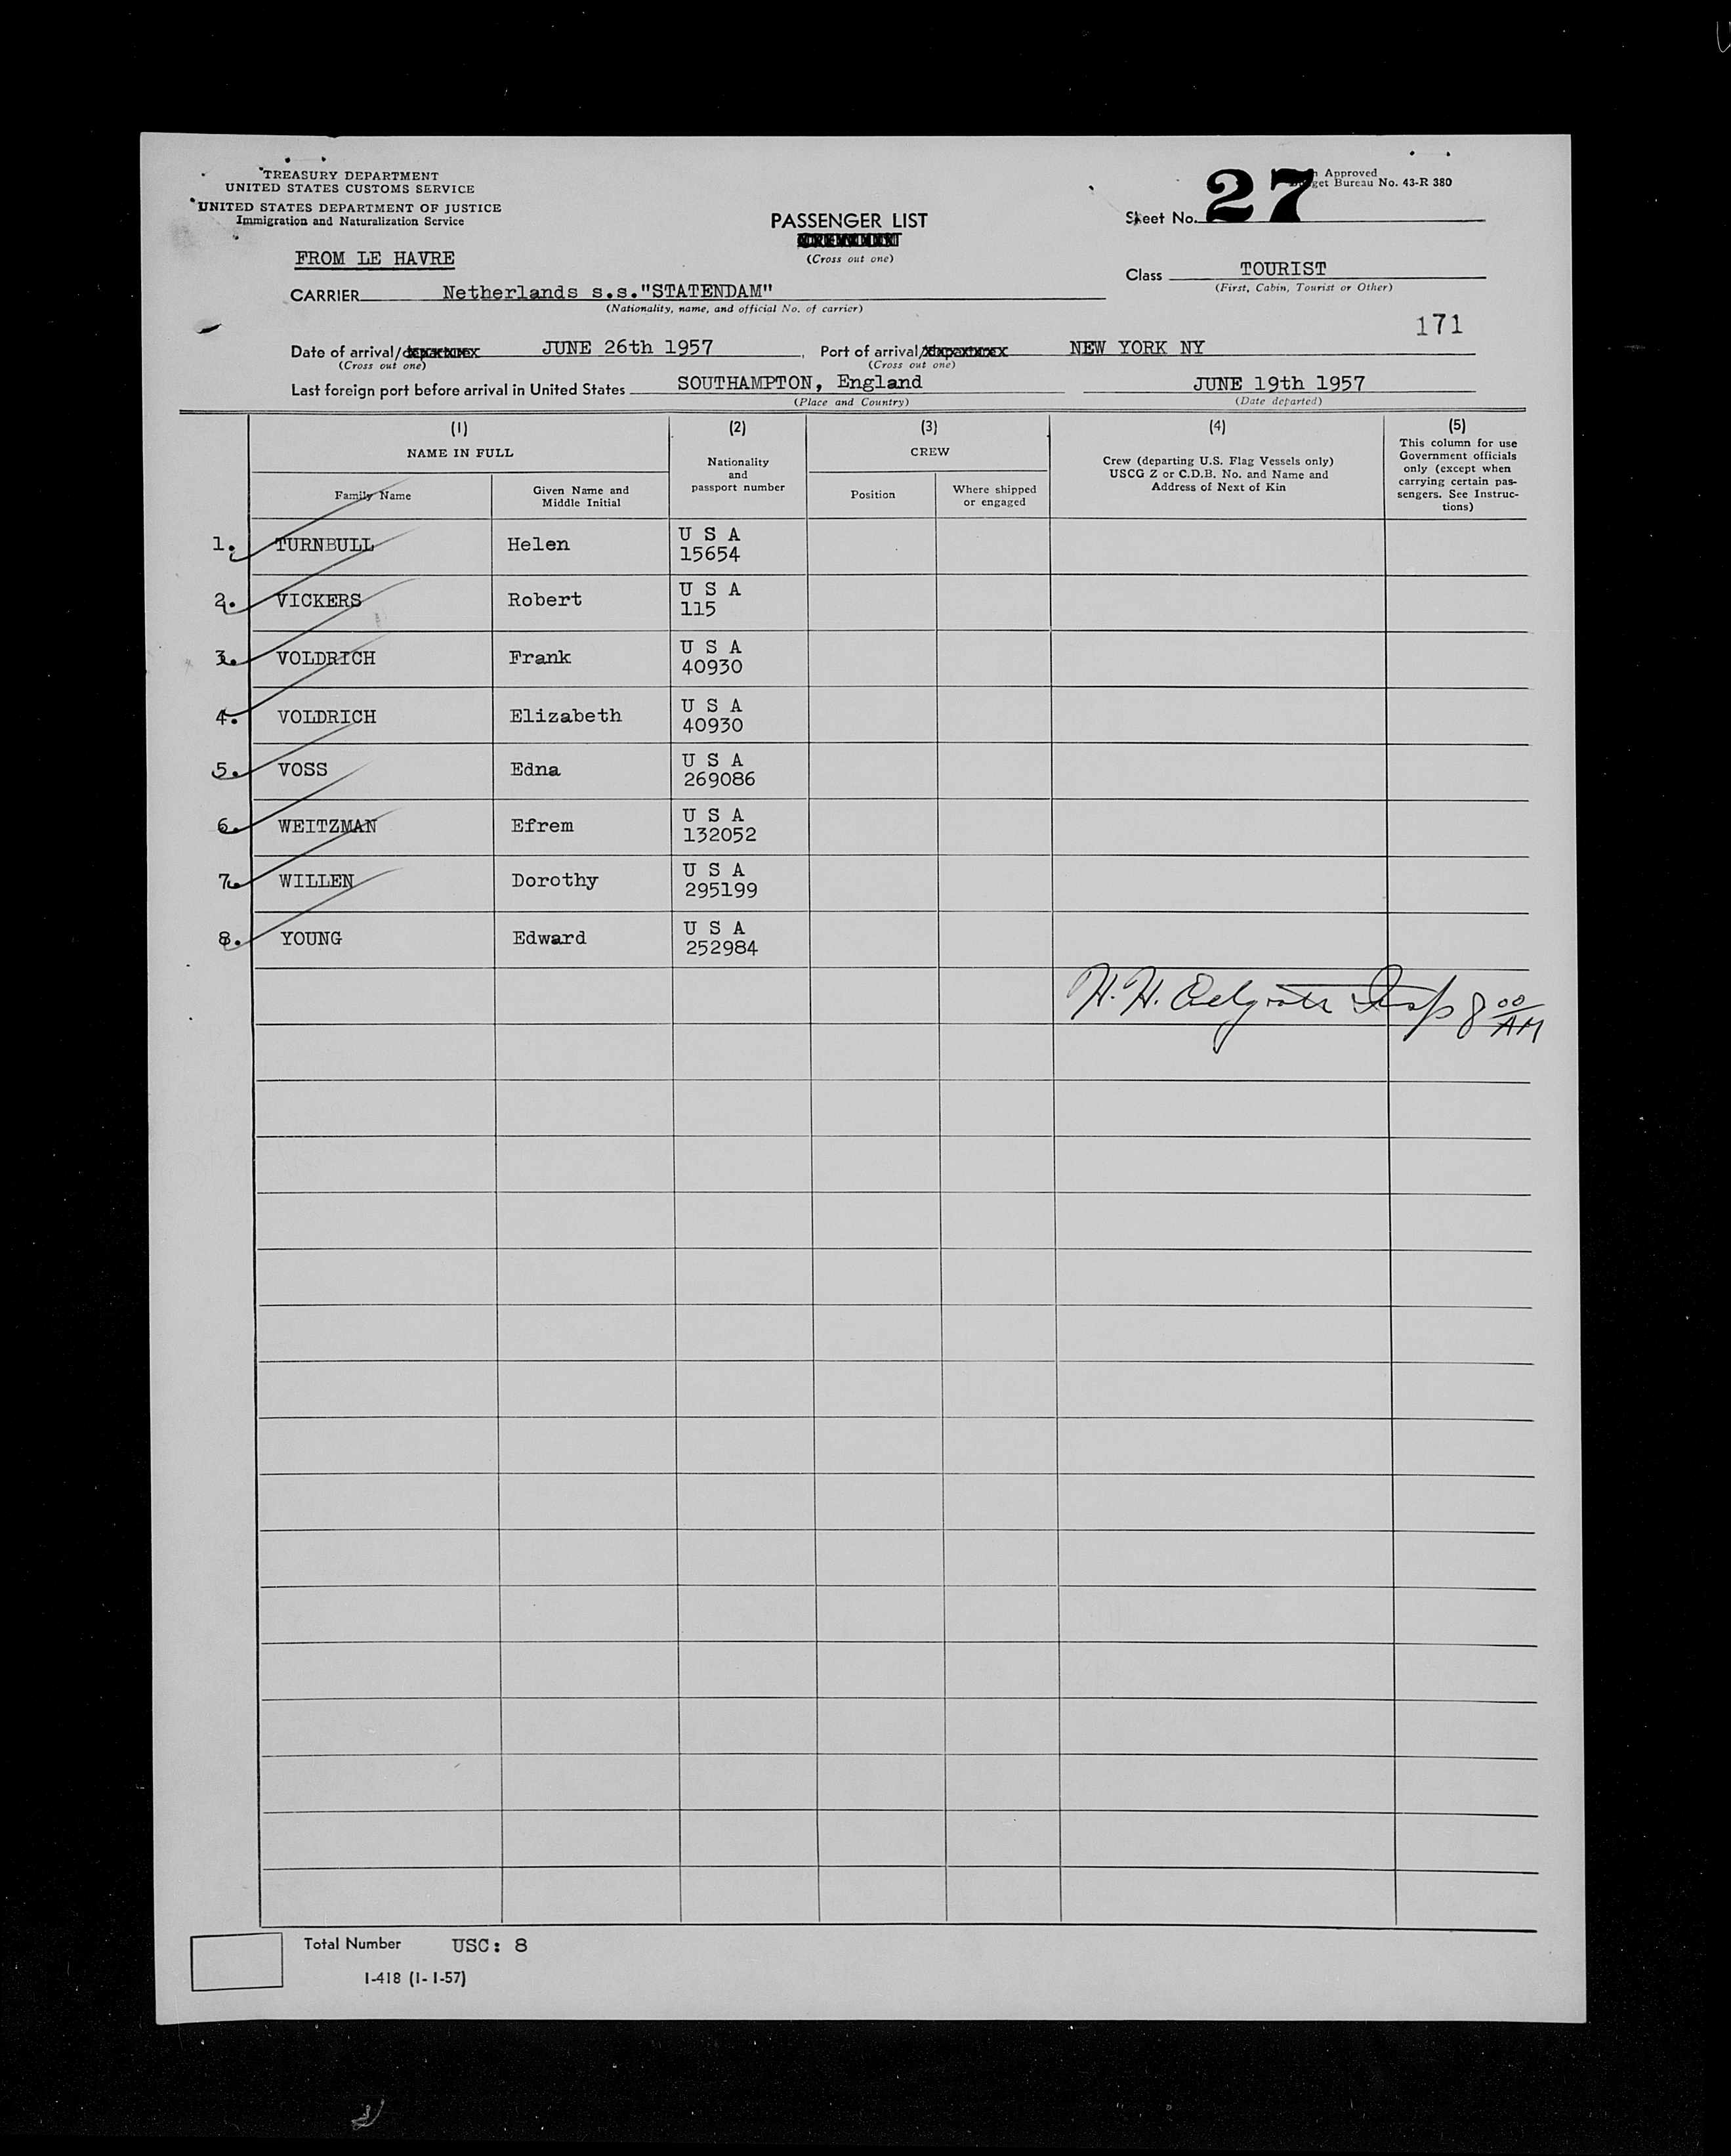 TREASURY DEPARTMENT
UNITED STATES CUSTOMS SERVICE
UNITED STATES DEPARTMENT OF JUSTICE
Immigration and Naturalization Service
Approved
Bureau No. 43-R 380
Sheet No. 27
PASSENGER LIST
(Cross out one)
FROM LE HAVRE
Class TOURIST
(First, Cabin, Tourist or Other)
CARRIER Netherlands s.s."STATENDAM"
(Nationality, name, and official No. of carrier)
171
Date of arrival/departure JUNE 26th 1957, Port of arrival/departure NEW YORK NY
(Cross out one) (Cross out one)
Last foreign port before arrival in United States SOUTHAMPTON, England JUNE 19th 1957
(Place and Country) (Date departed)
(1) (2) (3) (4) (5)
NAME IN FULL
Family Name
Given Name and
Middle Initial
Nationality
and
passport number
CREW
Position
Where shipped
or engaged
Crew (departing U.S. Flag Vessels only)
USCG Z or C.D.B. No. and Name and
Address of Next of Kin
This column for use
Government officials
only (except when
carrying certain pas-
sengers. See Instruc-
tions)
1. TURNBULL Helen U S A
15654
2. VICKERS Robert U S A
115
3. VOLDRICH Frank U S A
40930
4. VOLDRICH Elizabeth U S A
40930
5. VOSS Edna U S A
269086
6. WEITZMAN Efrem U S A
132052
7. WILLEN Dorothy U S A
295199
8. YOUNG Edward U S A
252984
H. H. Insp 8 00 AM
Total Number USC: 8
I-418 (1-1-57)